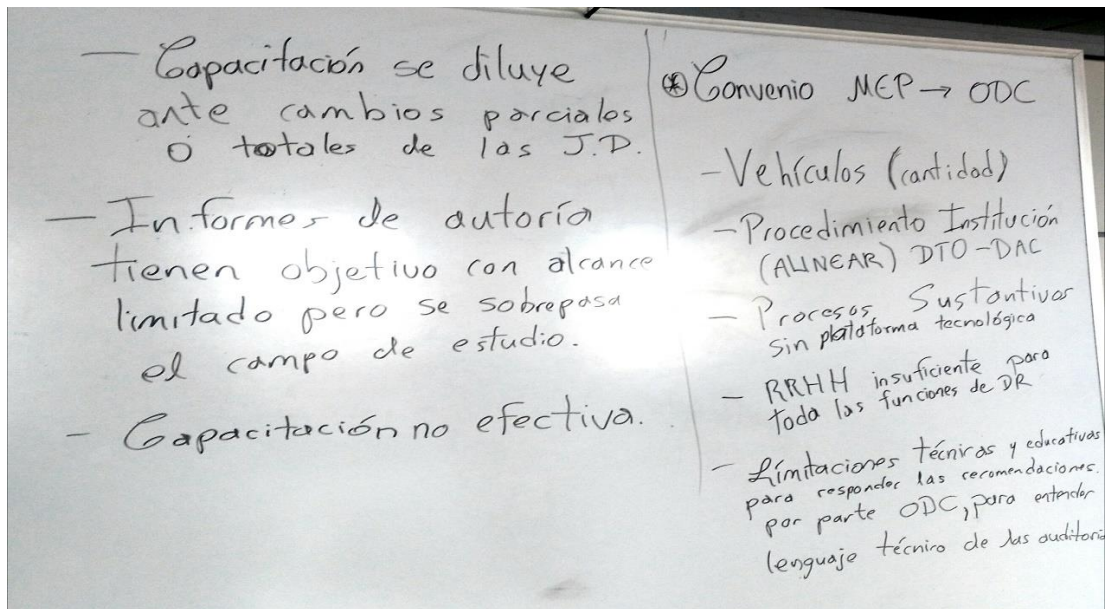 — Capacitación se diluye
ante cambios parciales
o totales de las J.D.
— Informes de autoría
tienen objetivo con alcance
limitado pero se sobrepasa
el campo de estudio.
- Capacitación no efectiva.
⊛ Convenio MEP → ODC
- Vehículos (cantidad)
- Procedimiento Institución
(ALINEAR) DTO-DAC
- Procesos Sustantivos
sin plataforma tecnológica
- RRHH insuficiente para
toda las funciones de DR
- Limitaciones técnicas y educativas
para responder las recomendaciones.
por parte ODC, para entender
lenguaje técnico de las auditoria